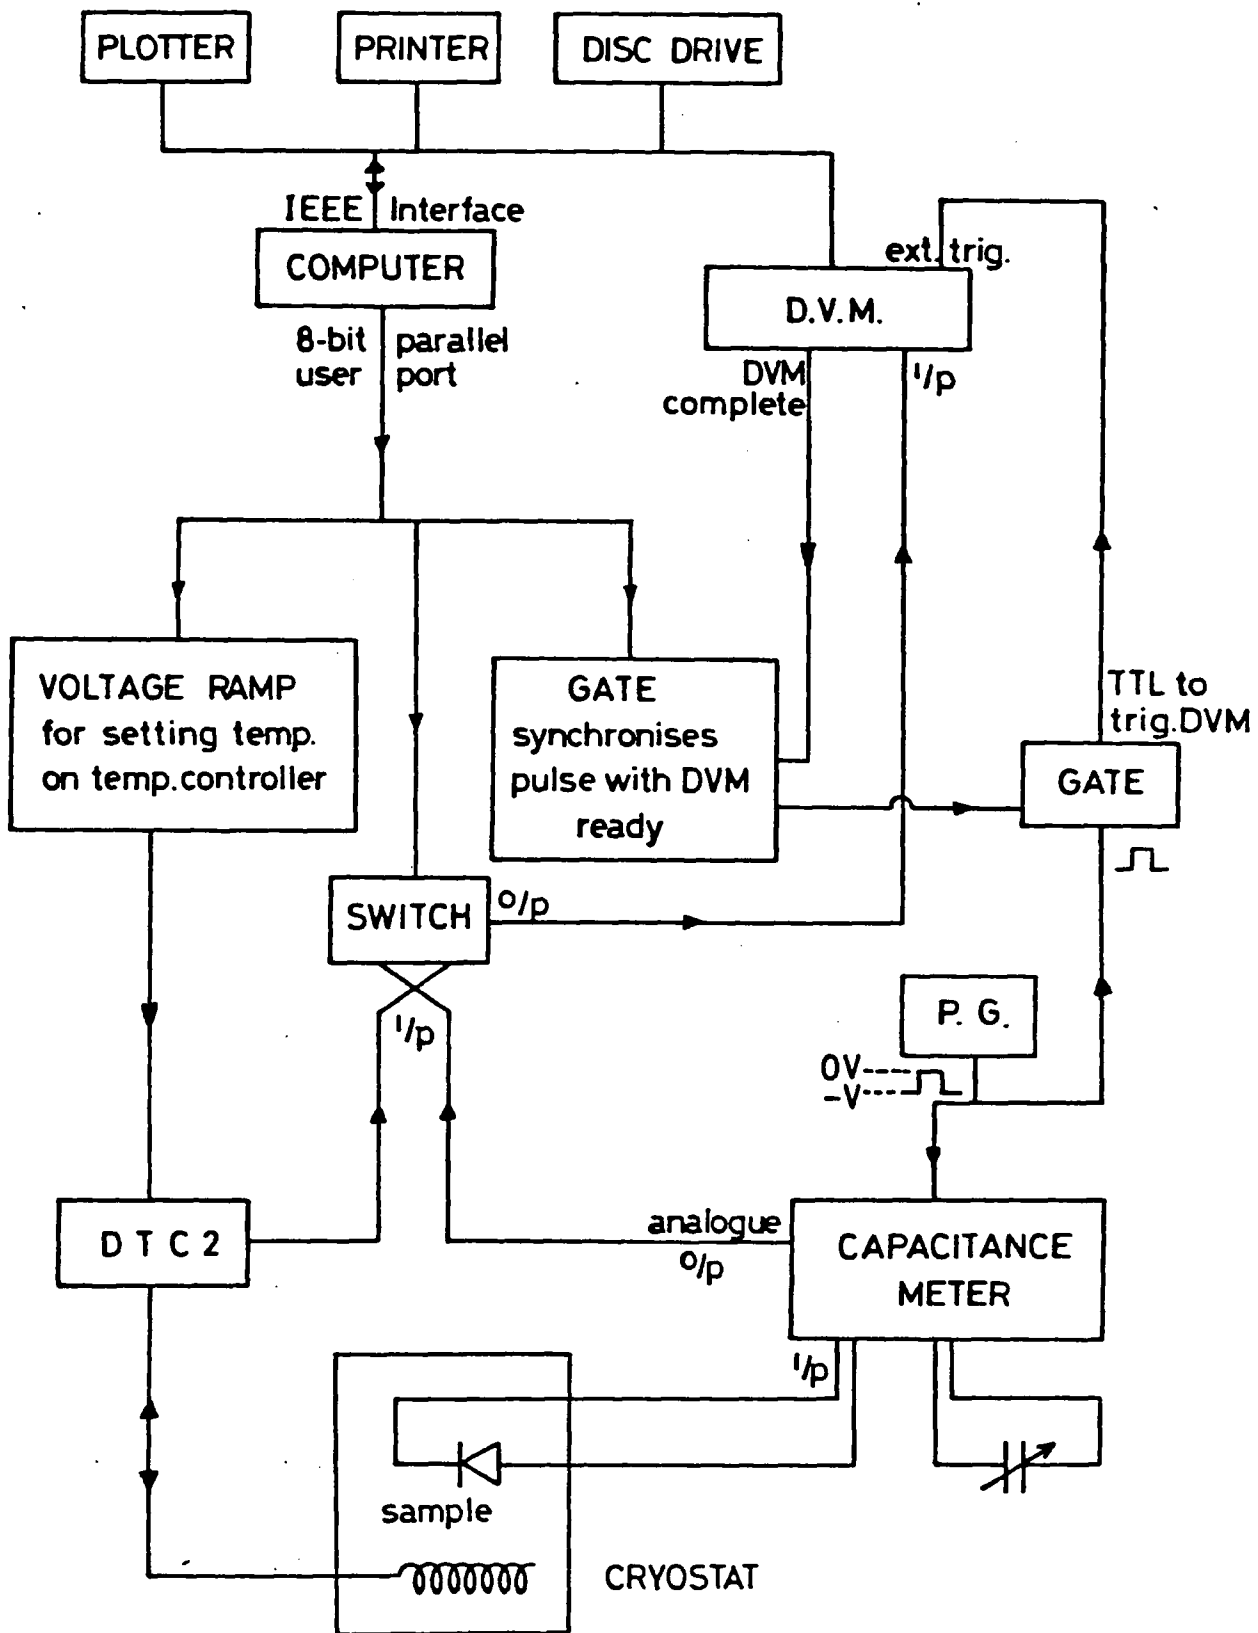 PLOTTER
PRINTER
DISC DRIVE
IEEE Interface
COMPUTER
8-bit parallel
user port
ext. trig.
D.V.M.
DVM
complete
I/p
VOLTAGE RAMP
for setting temp.
on temp.controller
GATE
synchronises
pulse with DVM
ready
TTL to
trig.DVM
GATE
SWITCH
O/p
I/p
P. G.
0V
-V
DTC2
analogue
O/p
CAPACITANCE
METER
I/p
sample
CRYOSTAT